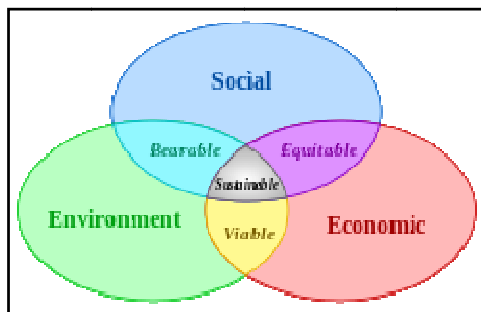 Social
Bearable
Equitable
Sustainable
Environment
Viable
Economic